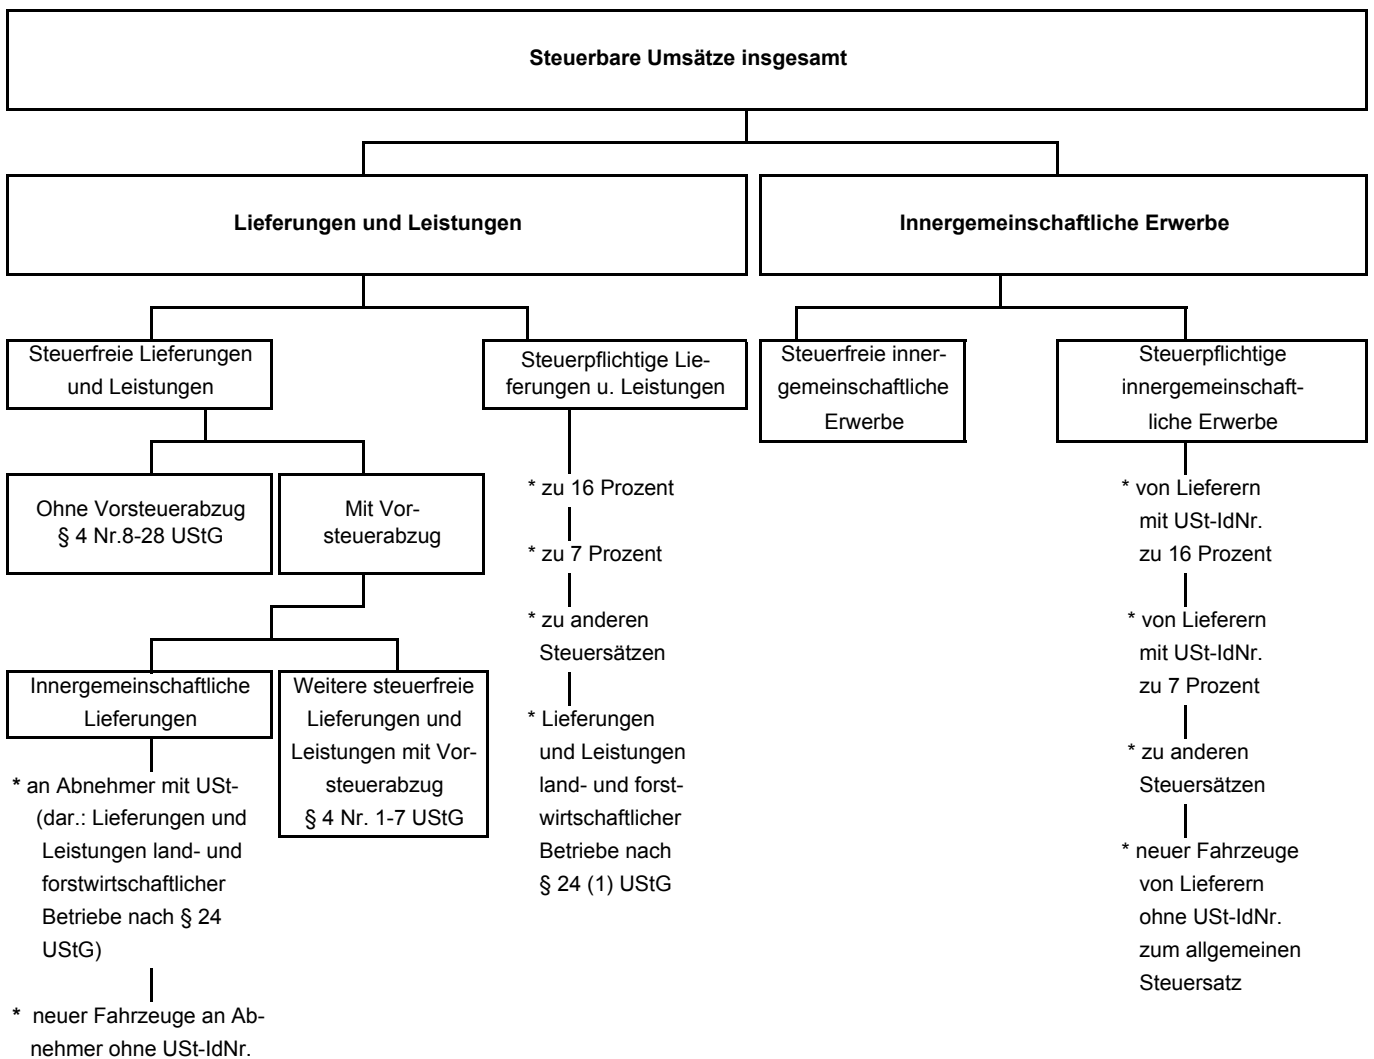 Steuerbare Umsätze insgesamt
Lieferungen und Leistungen
Innergemeinschaftliche Erwerbe
Steuerfreie Lieferungen
und Leistungen
Steuerpflichtige Lie-
ferungen u. Leistungen
Steuerfreie inner-
gemeinschaftliche
Erwerbe
Steuerpflichtige
innergemeinschaft-
liche Erwerbe
Ohne Vorsteuerabzug
§ 4 Nr.8-28 UStG
Mit Vor-
steuerabzug
* zu 16 Prozent
* zu 7 Prozent
* zu anderen
Steuersätzen
* Lieferungen
und Leistungen
land- und forst-
wirtschaftlicher
Betriebe nach
§ 24 (1) UStG
* von Lieferern
mit USt-IdNr.
zu 16 Prozent
* von Lieferern
mit USt-IdNr.
zu 7 Prozent
* zu anderen
Steuersätzen
* neuer Fahrzeuge
von Lieferern
ohne USt-IdNr.
zum allgemeinen
Steuersatz
Innergemeinschaftliche
Lieferungen
Weitere steuerfreie
Lieferungen und
Leistungen mit Vor-
steuerabzug
§ 4 Nr. 1-7 UStG
* an Abnehmer mit USt-
(dar.: Lieferungen und
Leistungen land- und
forstwirtschaftlicher
Betriebe nach § 24
UStG)
* neuer Fahrzeuge an Ab-
nehmer ohne USt-IdNr.